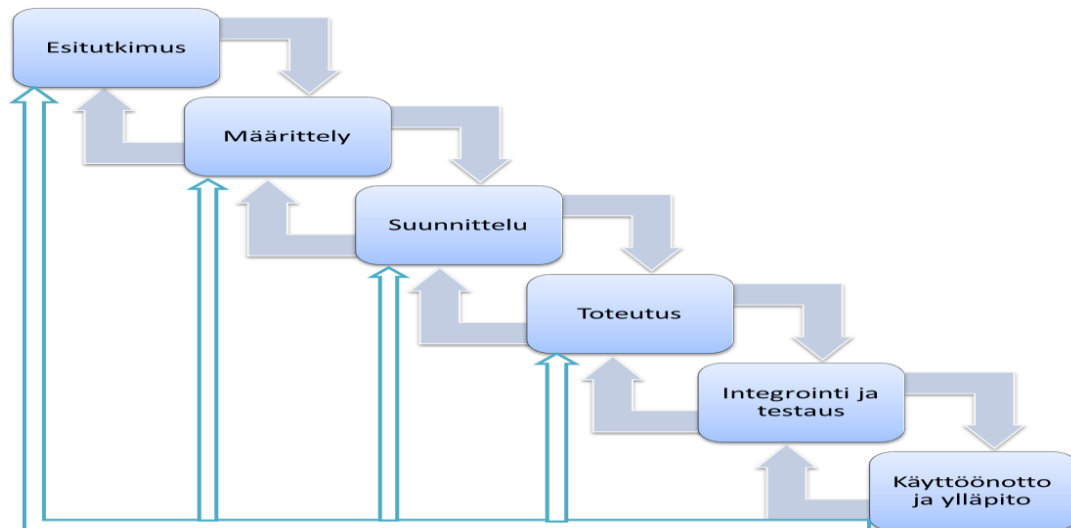 Esitutkimus
Määrittely
Suunnittelu
Toteutus
Integrointi ja
testaus
Käyttöönotto
ja ylläpito